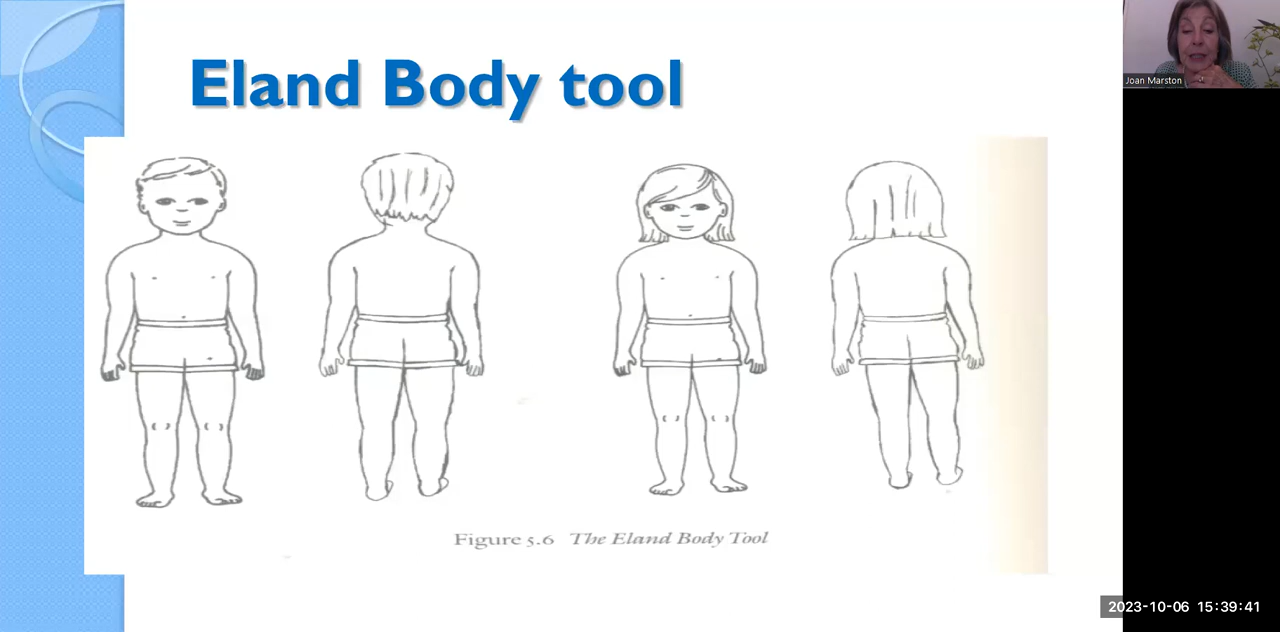 Eland Body tool
Joan Marston
Figure 5.6 The Eland Body Tool
2023-10-06 15:39:41